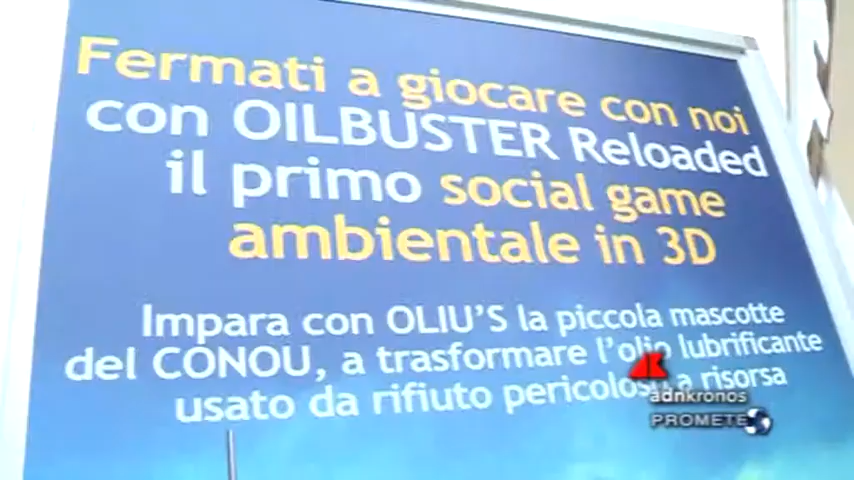 Fermati a giocare con noi
con OILBUSTER Reloaded
il primo social game
ambientale in 3D
Impara con OLIU'S la piccola mascotte
del CONOU, a trasformare l'olio lubrificante
usato da rifiuto pericoloso a risorsa
adnkronos
PROMETEO